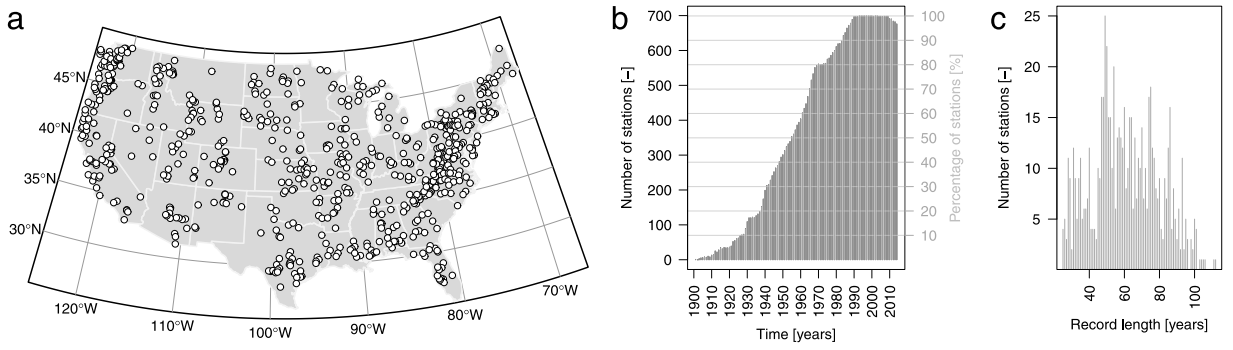 a
45°N
40°N
35°N
30°N
120°W
110°W
100°W
90°W
80°W
70°W
b
Number of stations [–]
700
600
500
400
300
200
100
0
100
90
80
70
60
50
40
30
20
10
Percentage of stations [%]
1900
1910
1920
1930
1940
1950
1960
1970
1980
1990
2000
2010
Time [years]
c
Number of stations [–]
25
20
15
10
5
40
60
80
100
Record length [years]